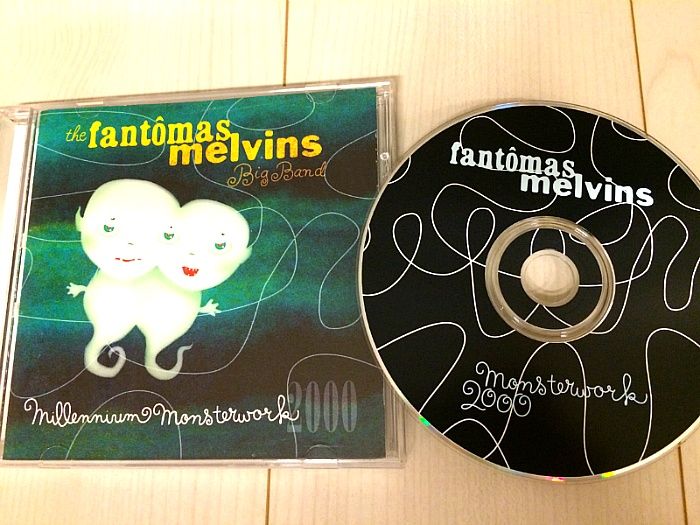 the fantômas
melvins
Big Band
Millennium Monsterwork 2000
fantômas
melvins
Monsterwork
2000